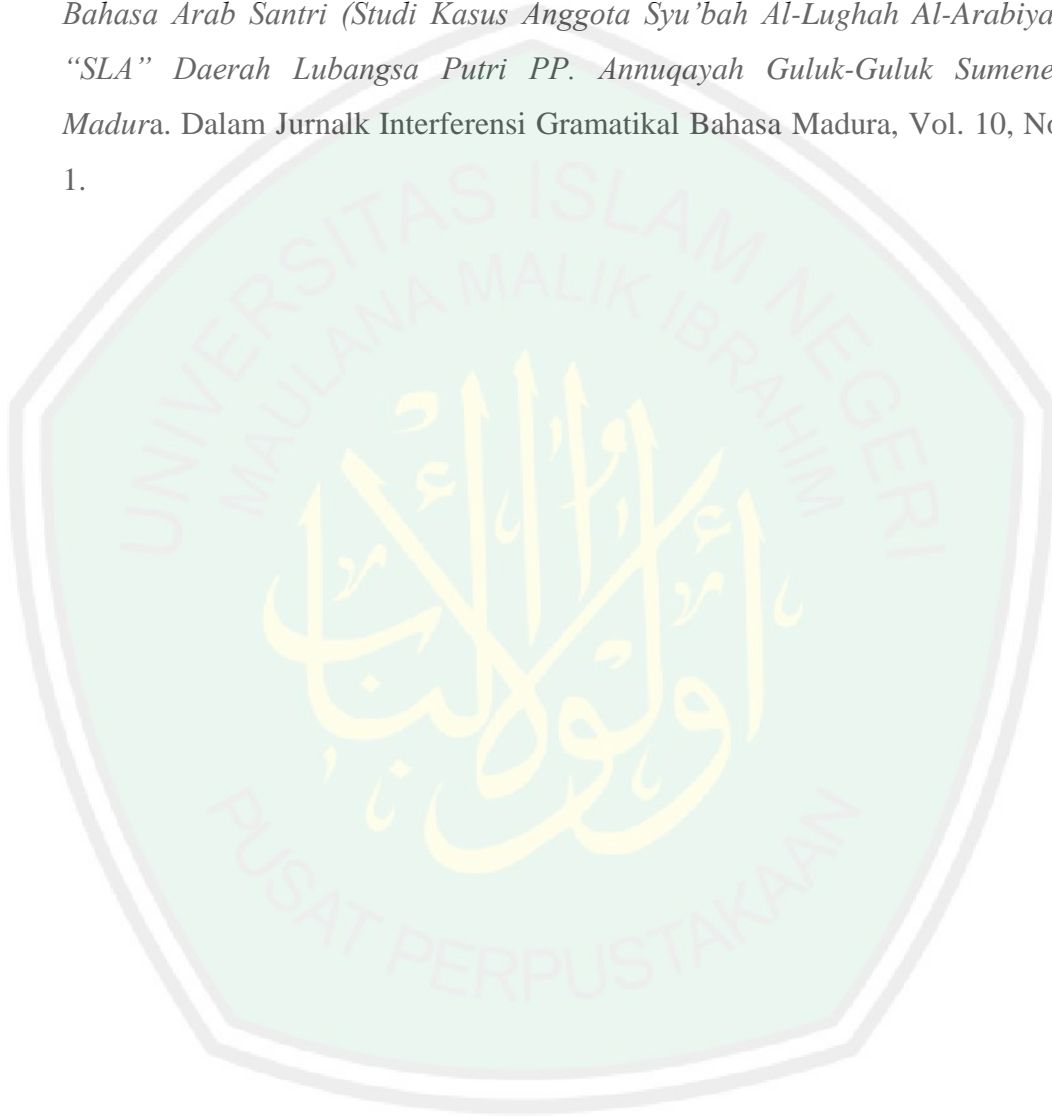 Bahasa Arab Santri (Studi Kasus Anggota Syu’bah Al-Lughah Al-Arabiya
“SLA” Daerah Lubangsa Putri PP. Annuqayah Guluk-Guluk Sumene
Madura. Dalam Jurnalk Interferensi Gramatikal Bahasa Madura, Vol. 10, No
1.
UNIVERSITAS ISLAM NEGERI
MAULANA MALIK IBRAHIM
أولوا الألباب
PUSAT PERPUSTAKAAN